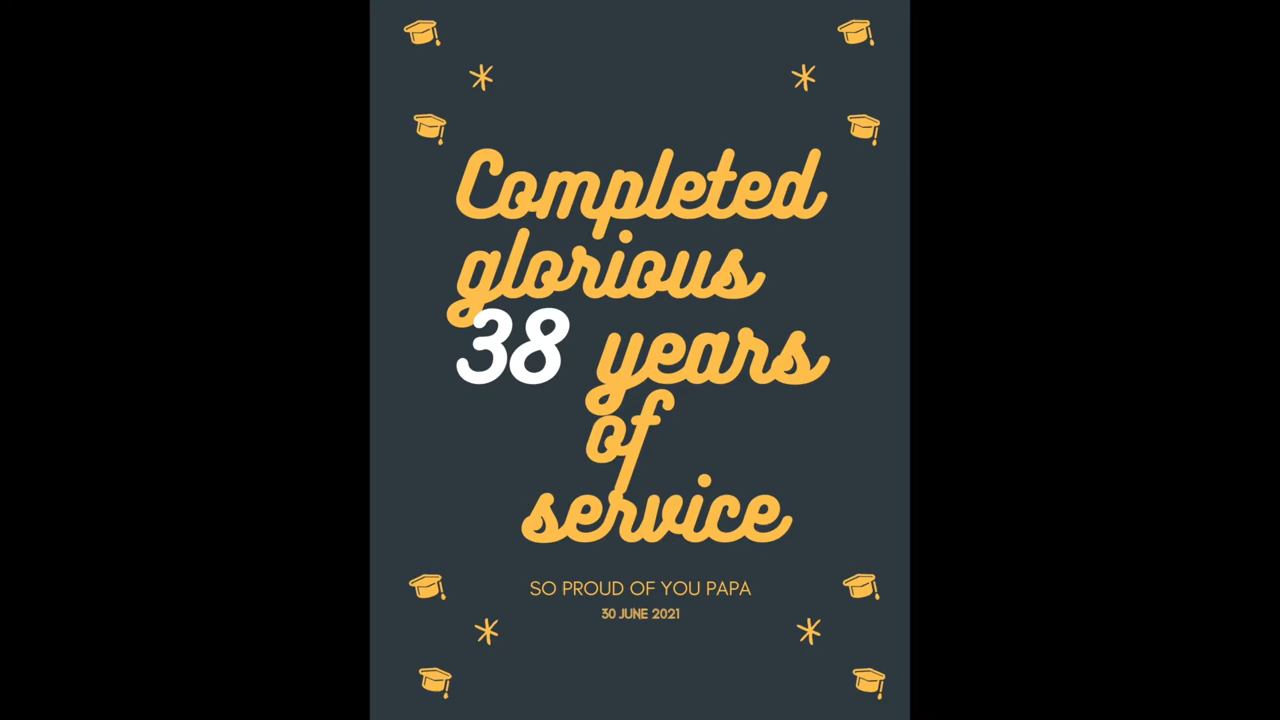 Completed
glorious
38 years
of
service
SO PROUD OF YOU PAPA
30 JUNE 2021